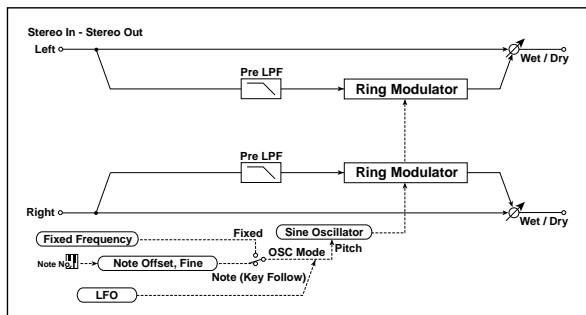 Stereo In - Stereo Out
Left
Wet / Dry
Pre LPF
Ring Modulator
Pre LPF
Ring Modulator
Right
Wet / Dry
Fixed Frequency
Fixed
Sine Oscillator
OSC Mode
Pitch
Note No.
Note Offset, Fine
Note (Key Follow)
LFO